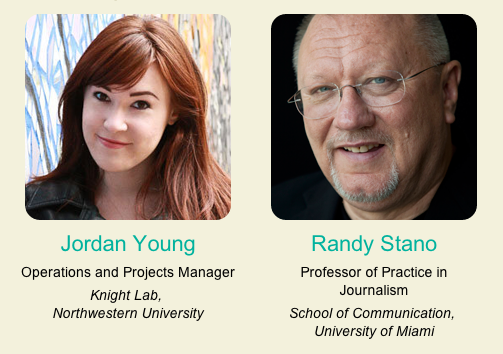 Jordan Young
Operations and Projects Manager
Knight Lab,
Northwestern University
Randy Stano
Professor of Practice in
Journalism
School of Communication,
University of Miami